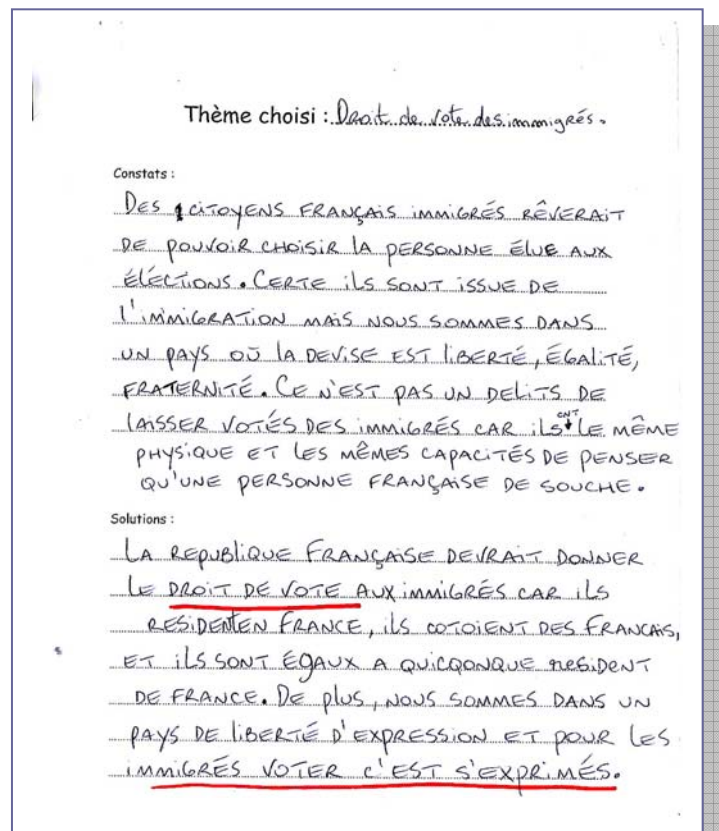 Thème choisi : Droit de vote des immigrés.
Constats :
DES CITOYENS FRANÇAIS IMMIGRÉS RÊVERAIT
DE POUVOIR CHOISIR LA PERSONNE ÉLUE AUX
ÉLÉCTIONS. CERTE ILS SONT ISSUE DE
L'IMMIGRATION MAIS NOUS SOMMES DANS
UN PAYS OÙ LA DEVISE EST LIBERTÉ, ÉGALITÉ,
FRATERNITÉ. CE N'EST PAS UN DELITS DE
LAISSER VOTÉS DES IMMIGRÉS CAR ILS ONT LE MÊME
PHYSIQUE ET LES MÊMES CAPACITÉS DE PENSER
QU'UNE PERSONNE FRANÇAISE DE SOUCHE.
Solutions :
LA REPUBLIQUE FRANÇAISE DEVRAIT DONNER
LE DROIT DE VOTE AUX IMMIGRÉS CAR ILS
RESIDENT EN FRANCE, ILS COTOIENT DES FRANCAIS,
ET ILS SONT ÉGAUX A QUICQONQUE RESIDENT
DE FRANCE. DE PLUS, NOUS SOMMES DANS UN
PAYS DE LIBERTÉ D'EXPRESSION ET POUR LES
IMMIGRÉS VOTER C'EST S'EXPRIMÉS.